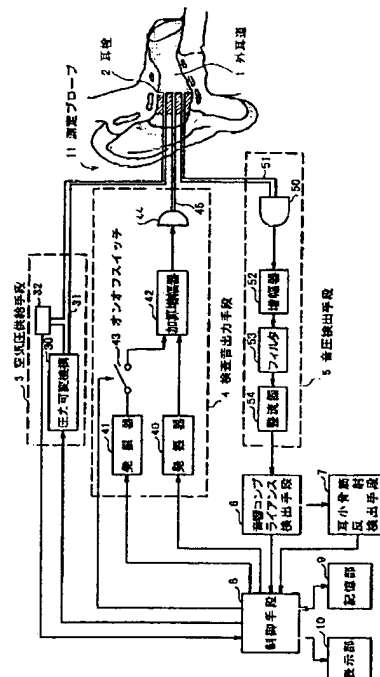 11 測定プローブ
2 耳栓
1 外耳道
3 空気圧供給手段
32
30
圧力可変機構
31
43 オンオフスイッチ
44
45
42
加算増幅器
41
発振器
40
発振器
4 検査音出力手段
51
50
52
増幅器
53
フィルタ
54
整流器
5 音圧検出手段
6
音響コンプ
ライアンス
検出手段
7
耳小骨筋
反射
検出手段
8
制御手段
9
記憶部
10
表示部